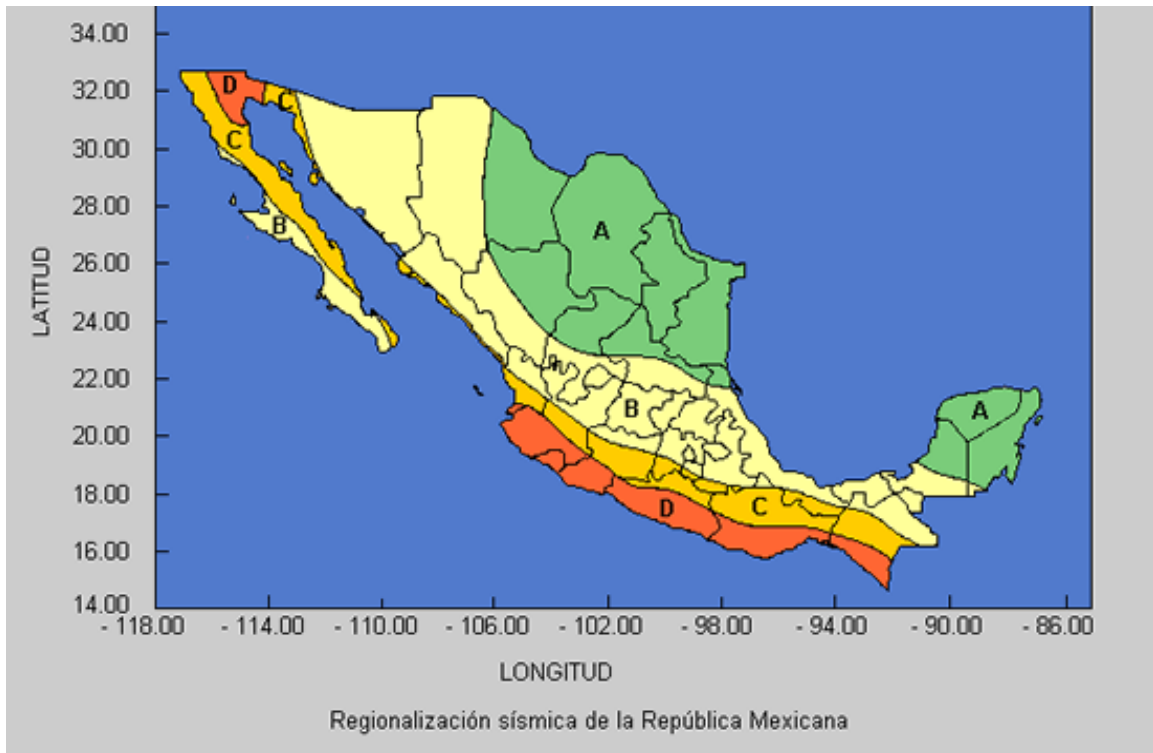 34.00
32.00
30.00
28.00
26.00
24.00
22.00
20.00
18.00
16.00
14.00
LATITUD
D
C
C
B
A
B
A
D
C
- 118.00 - 114.00 - 110.00 - 106.00 - 102.00 - 98.00 - 94.00 - 90.00 - 86.00
LONGITUD
Regionalización sísmica de la República Mexicana